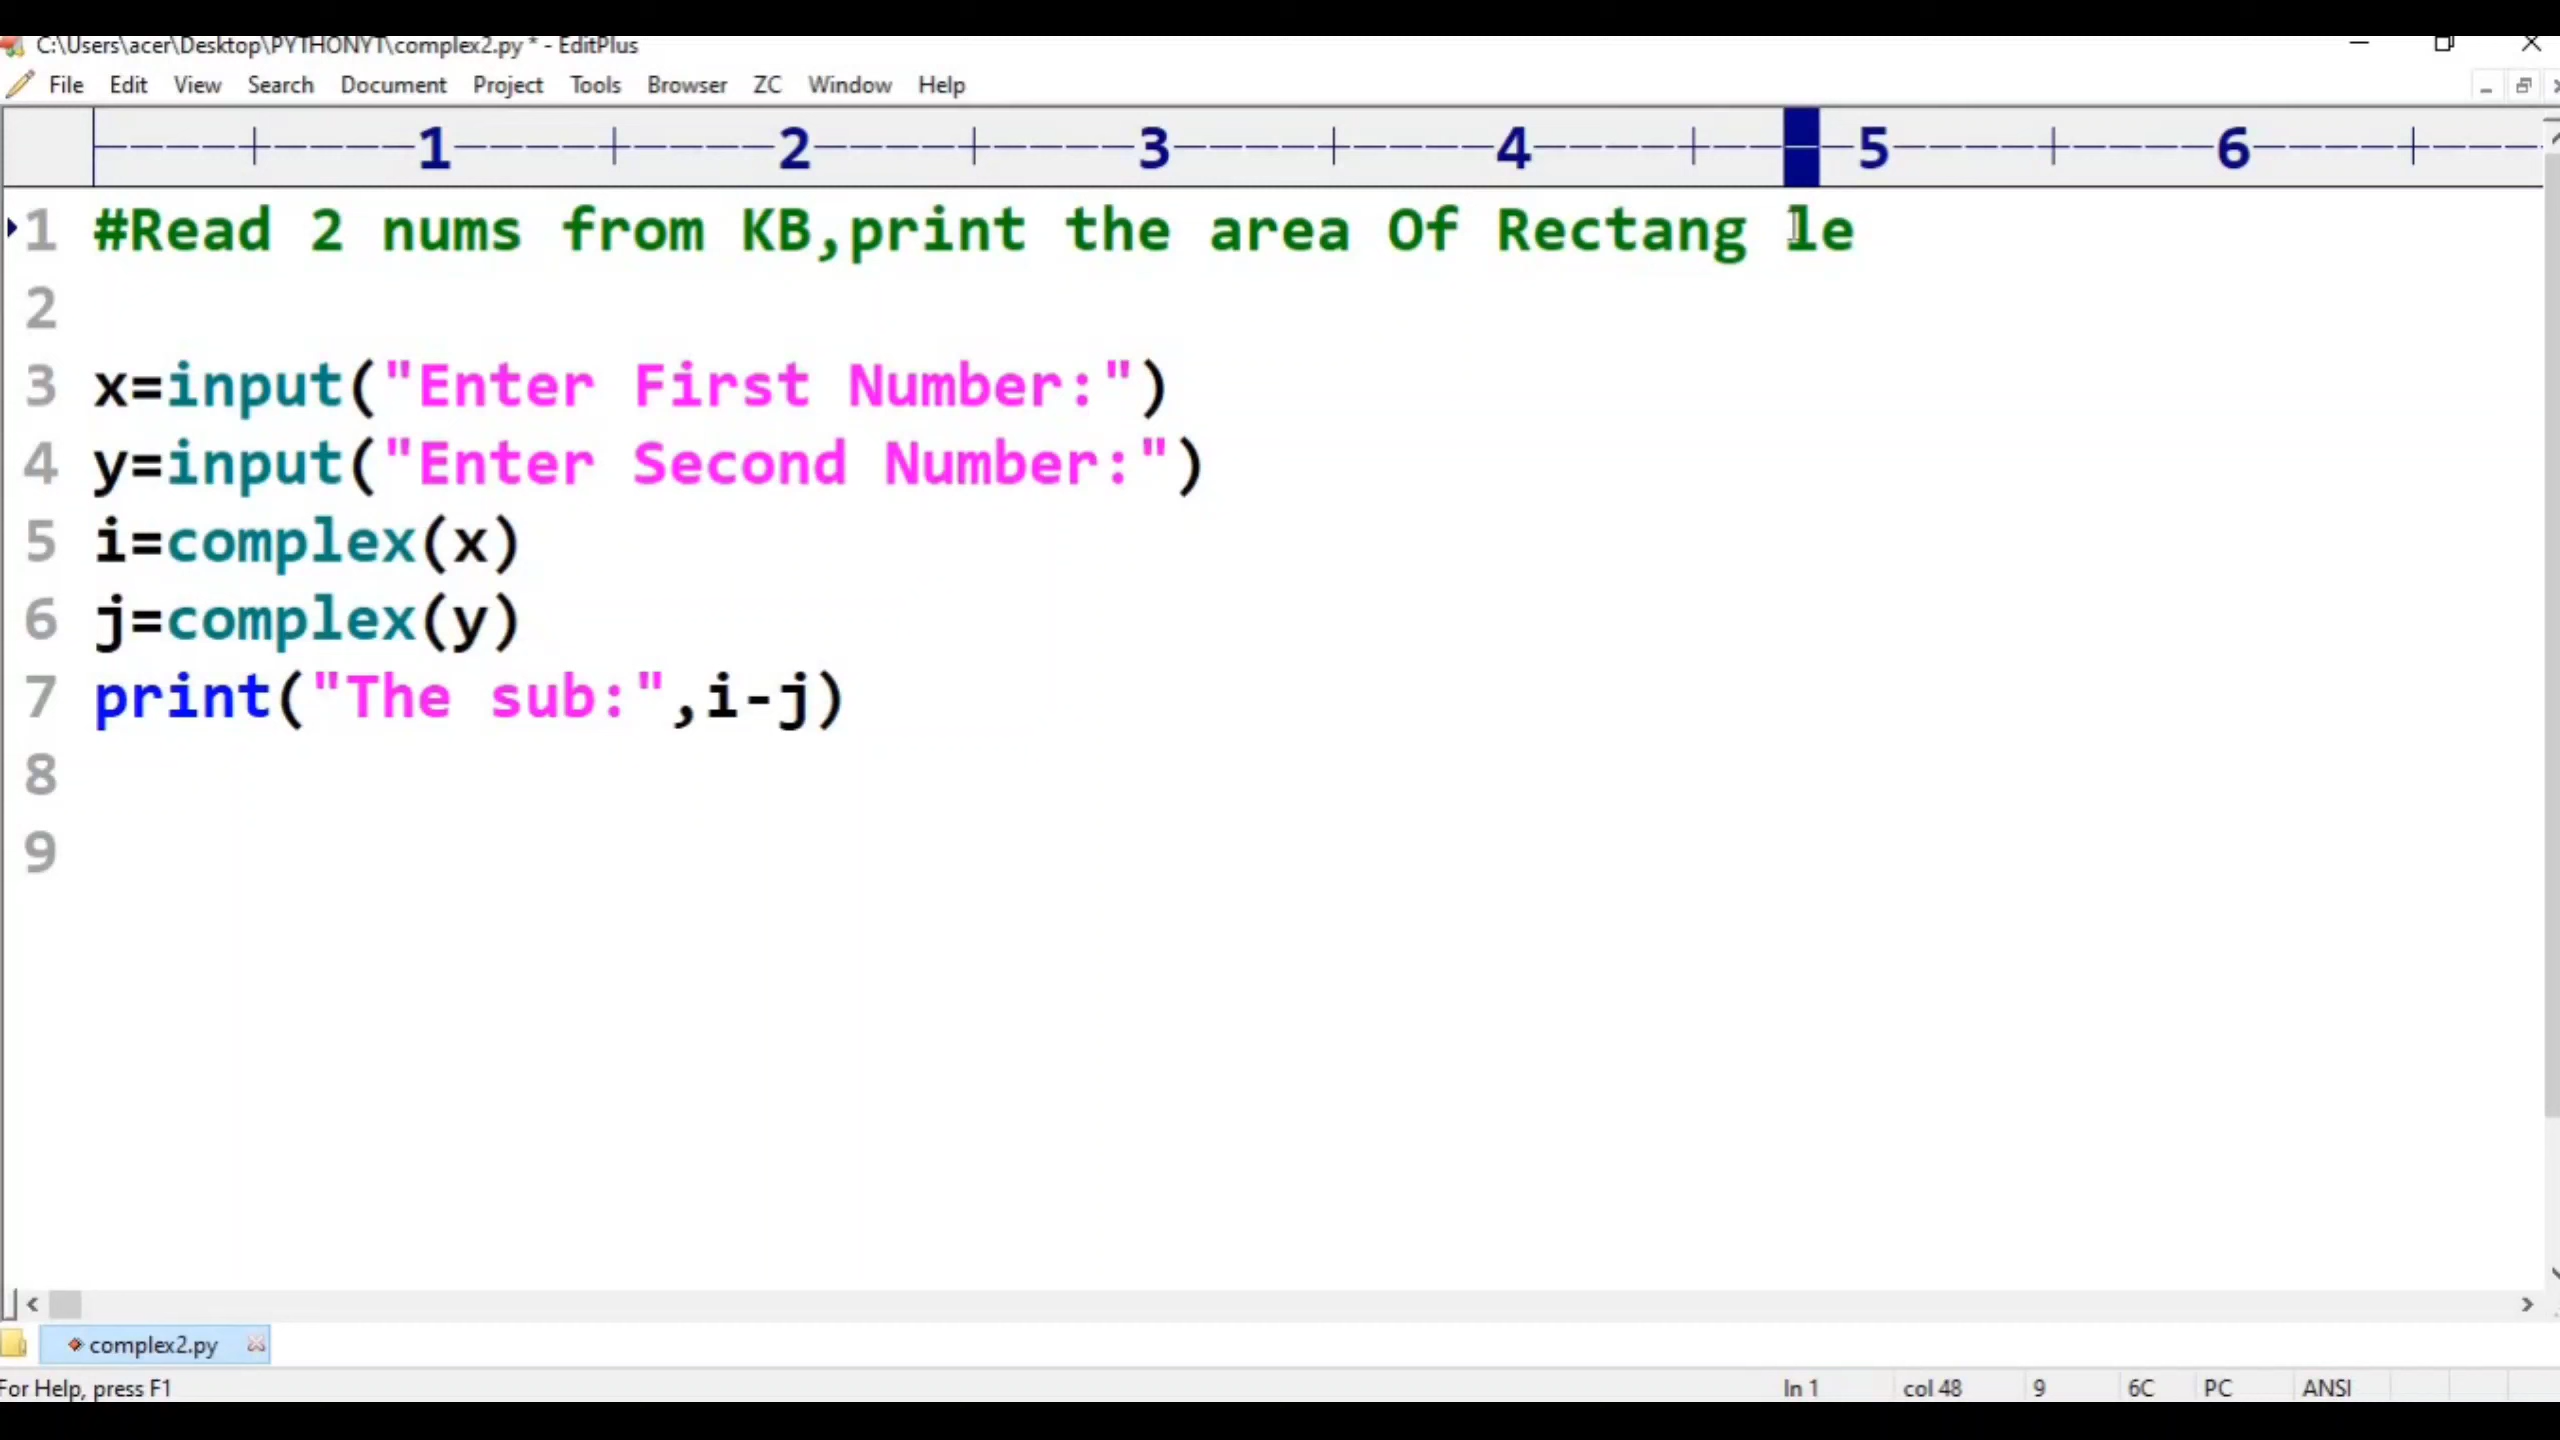 C:\Users\acer\Desktop\PYTHONYT\complex2.py * - EditPlus
File Edit View Search Document Project Tools Browser ZC Window Help
----+----1----+----2----+----3----+----4----+----5----+----6----+---
1 #Read 2 nums from KB,print the area Of Rectang le
2
3 x=input("Enter First Number:")
4 y=input("Enter Second Number:")
5 i=complex(x)
6 j=complex(y)
7 print("The sub:",i-j)
8
9
complex2.py
For Help, press F1 ln 1 col 48 9 6C PC ANSI